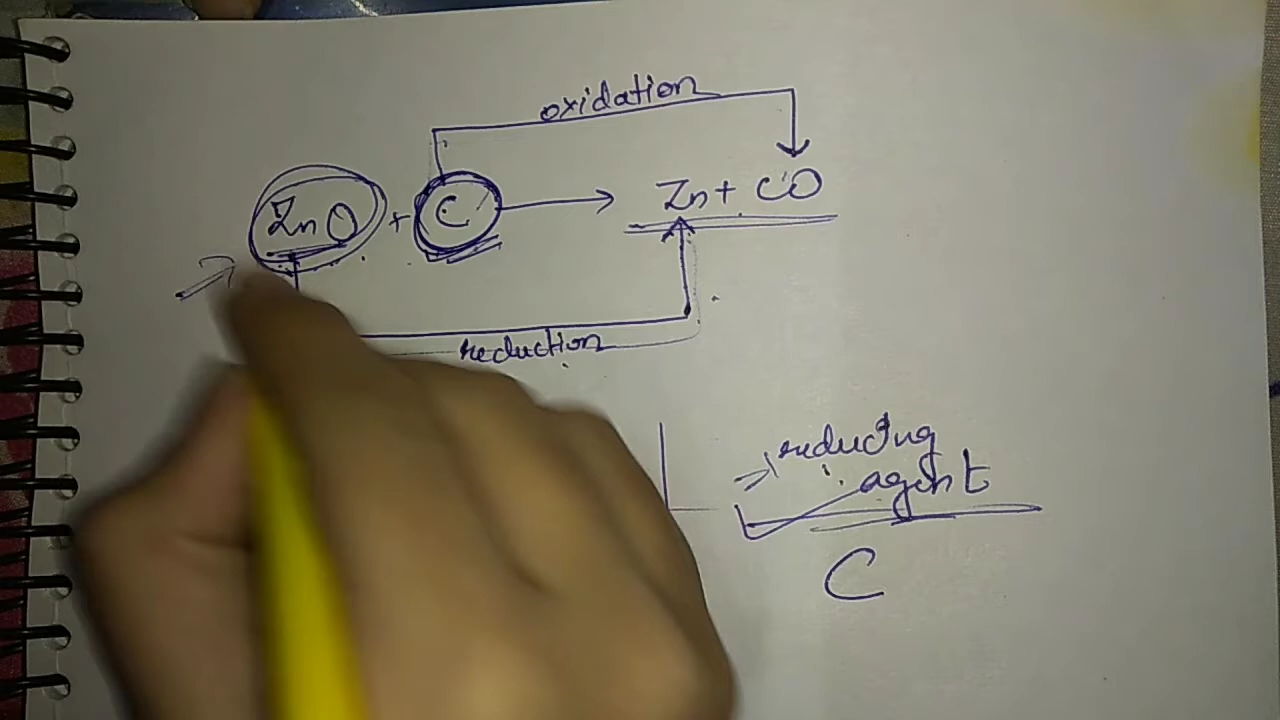 oxidation
ZnO + C → Zn + CO
reduction
⇒ reducing
agent
C